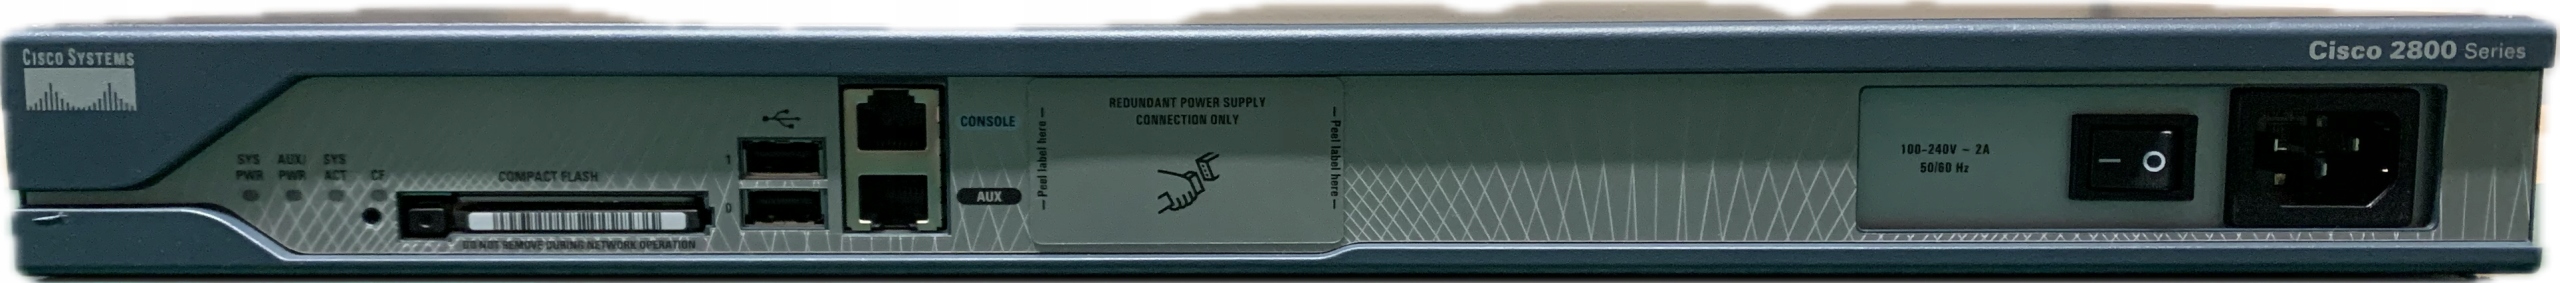 CISCO SYSTEMS
Cisco 2800 Series
SYS PWR
AUX/ PWR
SYS ACT
CF
COMPACT FLASH
DO NOT REMOVE DURING NETWORK OPERATION
1
0
CONSOLE
AUX
Peel label here
REDUNDANT POWER SUPPLY
CONNECTION ONLY
Peel label here
100-240V ~ 2A
50/60 Hz